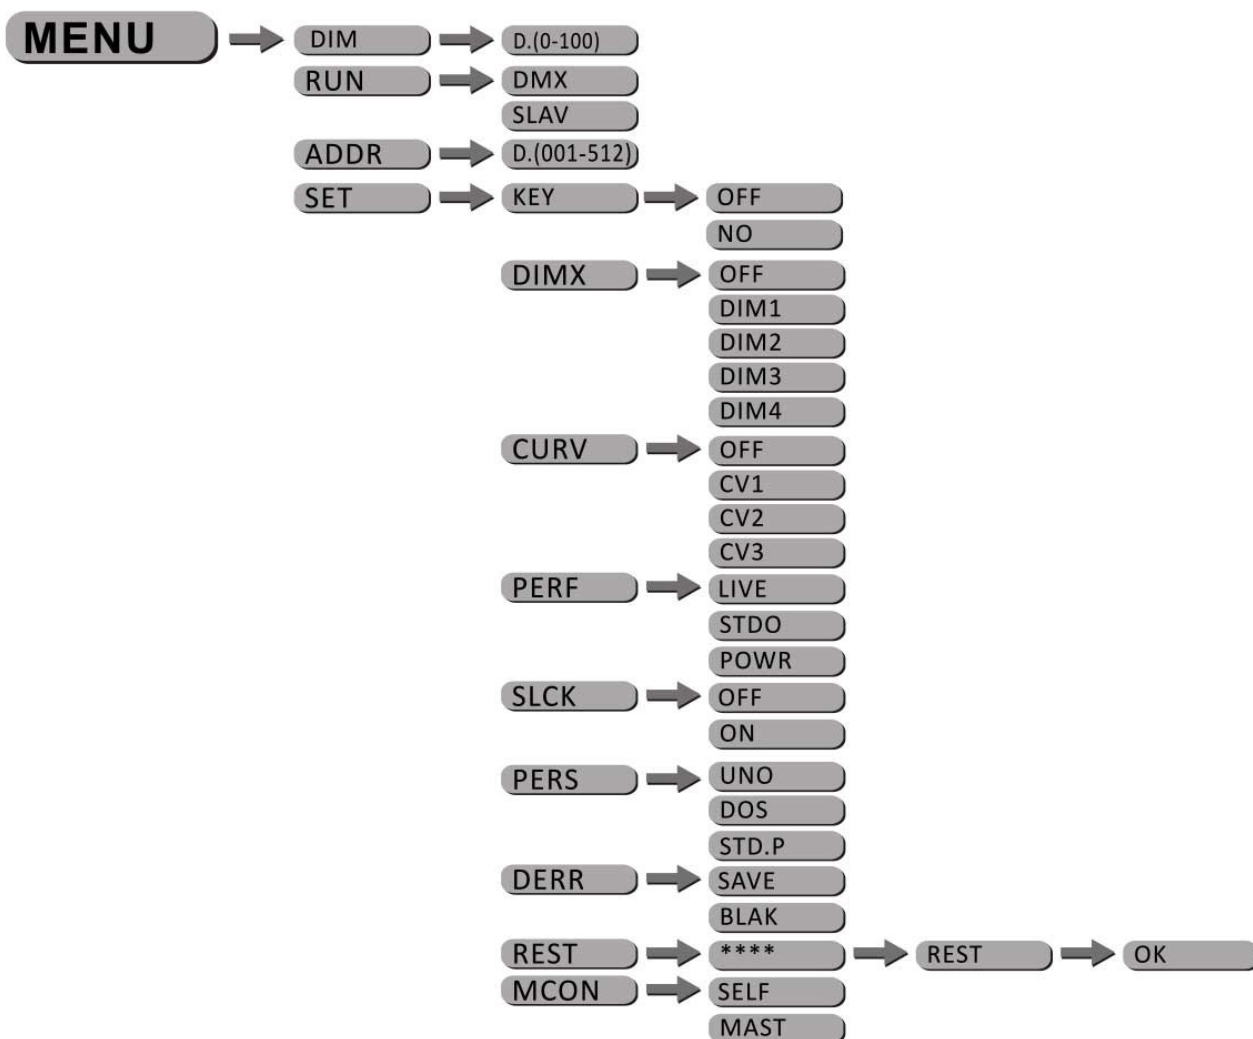 MENU DIM D.(0-100)
RUN DMX
SLAV
ADDR D.(001-512)
SET KEY OFF
NO
DIMX OFF
DIM1
DIM2
DIM3
DIM4
CURV OFF
CV1
CV2
CV3
PERF LIVE
STDO
POWR
SLCK OFF
ON
PERS UNO
DOS
STD.P
DERR SAVE
BLAK
REST **** REST OK
MCON SELF
MAST